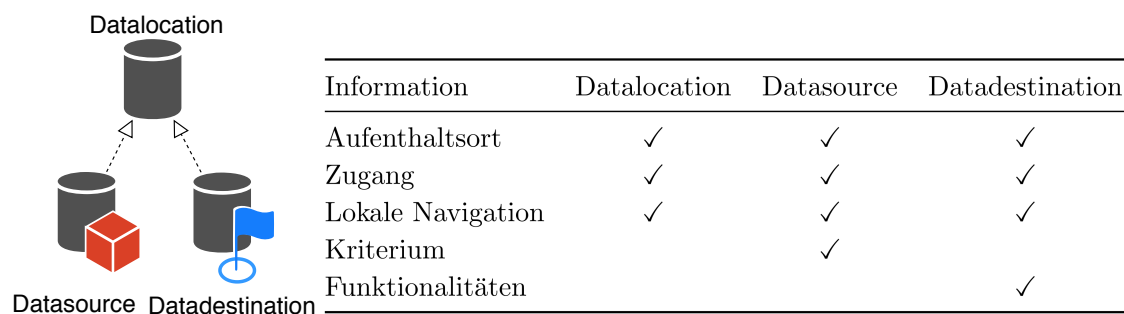 Datalocation
Datasource Datadestination
Information Datalocation Datasource Datadestination
Aufenthaltsort ✓ ✓ ✓
Zugang ✓ ✓ ✓
Lokale Navigation ✓ ✓ ✓
Kriterium ✓
Funktionalitäten ✓